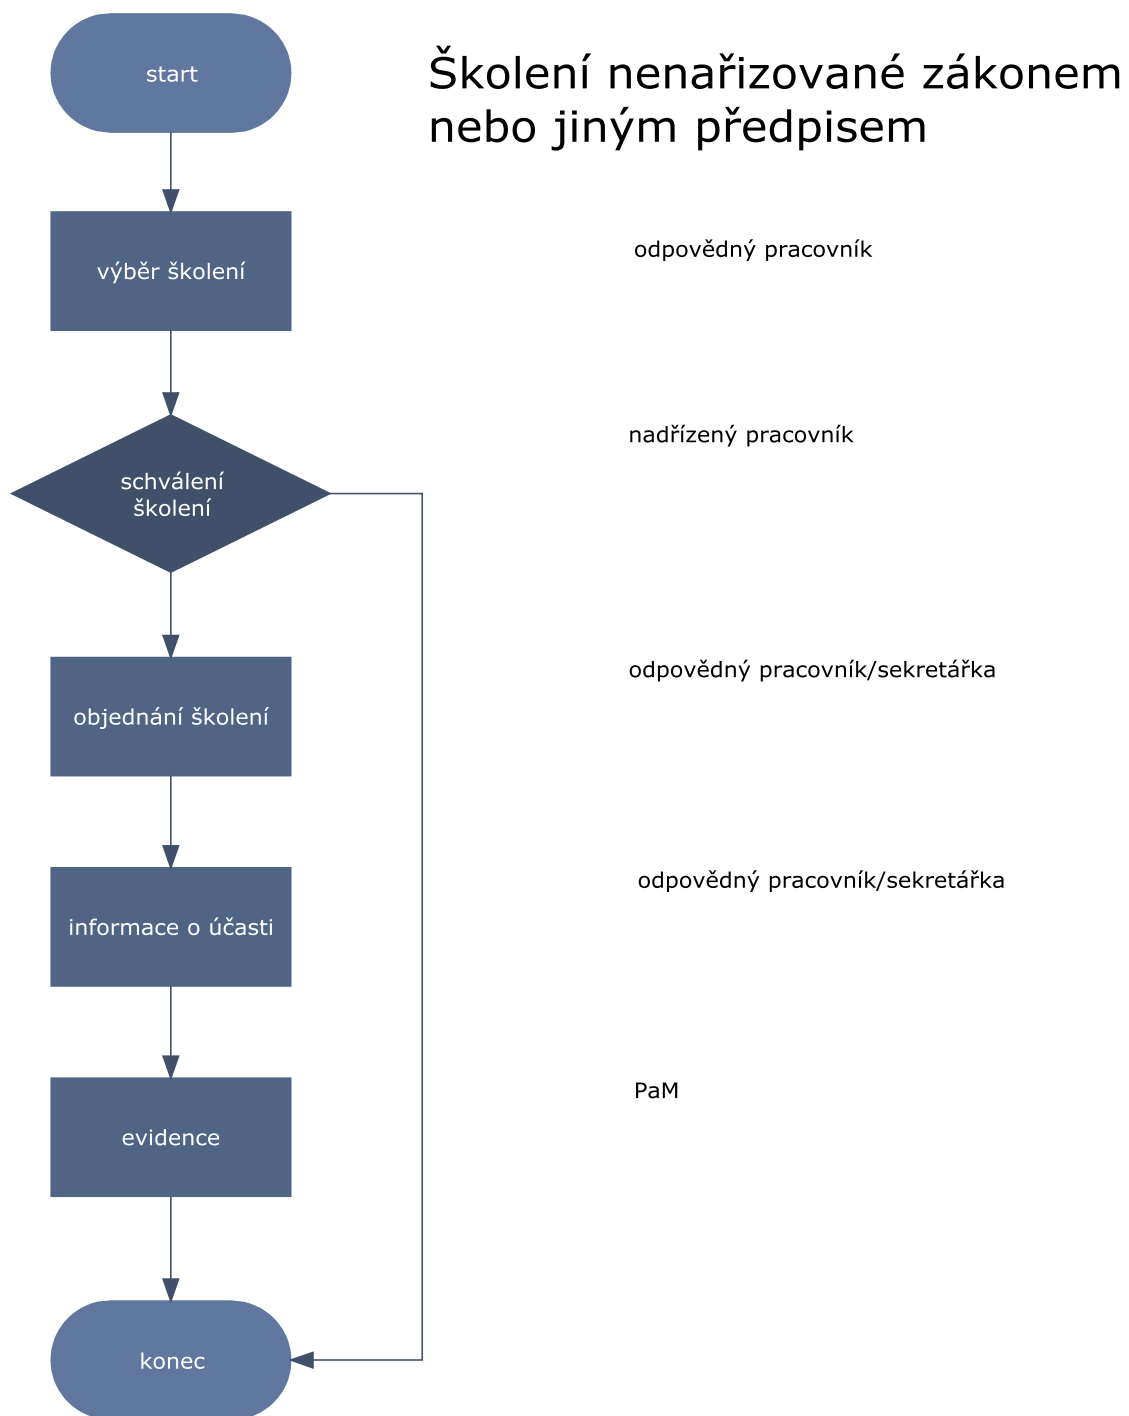 start
Školení nenařizované zákonem
nebo jiným předpisem
výběr školení
odpovědný pracovník
nadřízený pracovník
schválení
školení
odpovědný pracovník/sekretářka
objednání školení
odpovědný pracovník/sekretářka
informace o účasti
PaM
evidence
konec